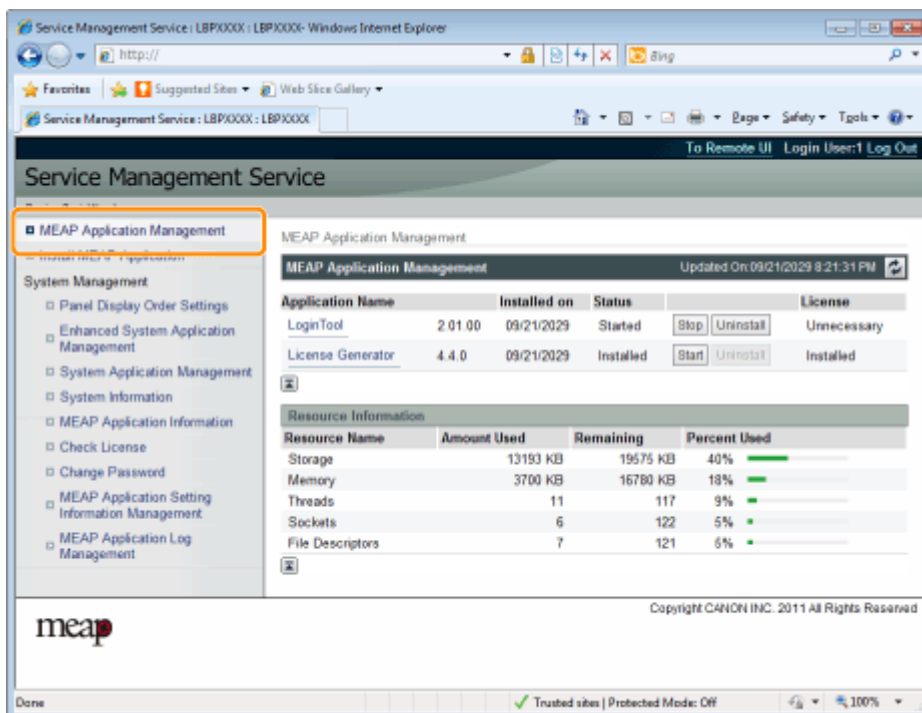 Service Management Service : LBPXXXX : LBPXXXX- Windows Internet Explorer
http://
Bing
Favorites Suggested Sites Web Slice Gallery
Service Management Service : LBPXXXX : LBPXXXX
Page Safety Tools
To Remote UI Login User:1 Log Out
Service Management Service
MEAP Application Management
Install MEAP Application
System Management
Panel Display Order Settings
Enhanced System Application
Management
System Application Management
System Information
MEAP Application Information
Check License
Change Password
MEAP Application Setting
Information Management
MEAP Application Log
Management
MEAP Application Management
MEAP Application Management Updated On:09/21/2029 8:21:31 PM
Application Name Installed on Status License
LoginTool 2.01.00 09/21/2029 Started Stop Uninstall Unnecessary
License Generator 4.4.0 09/21/2029 Installed Start Uninstall Installed
Resource Information
Resource Name Amount Used Remaining Percent Used
Storage 13193 KB 19575 KB 40%
Memory 3700 KB 16780 KB 18%
Threads 11 117 9%
Sockets 6 122 5%
File Descriptors 7 121 6%
meap
Copyright CANON INC. 2011 All Rights Reserved
Done Trusted sites | Protected Mode: Off 100%